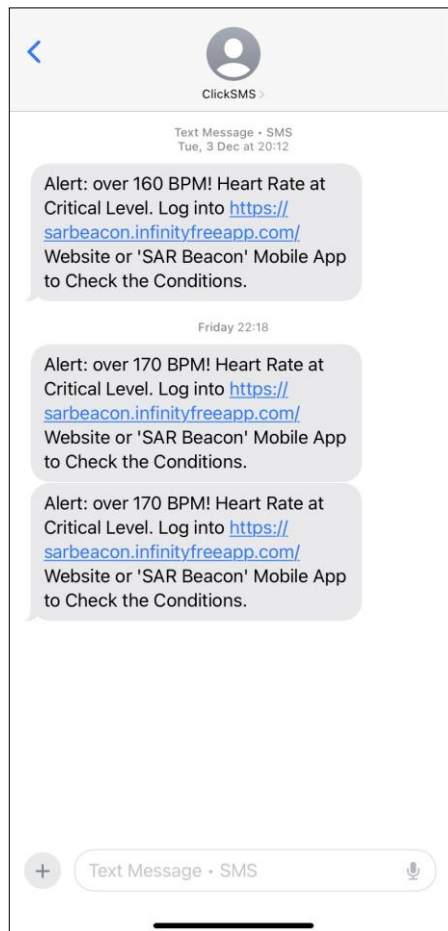 ClickSMS >
Text Message • SMS
Tue, 3 Dec at 20:12
Alert: over 160 BPM! Heart Rate at
Critical Level. Log into https://
sarbeacon.infinityfreeapp.com/
Website or 'SAR Beacon' Mobile App
to Check the Conditions.
Friday 22:18
Alert: over 170 BPM! Heart Rate at
Critical Level. Log into https://
sarbeacon.infinityfreeapp.com/
Website or 'SAR Beacon' Mobile App
to Check the Conditions.
Alert: over 170 BPM! Heart Rate at
Critical Level. Log into https://
sarbeacon.infinityfreeapp.com/
Website or 'SAR Beacon' Mobile App
to Check the Conditions.
Text Message • SMS